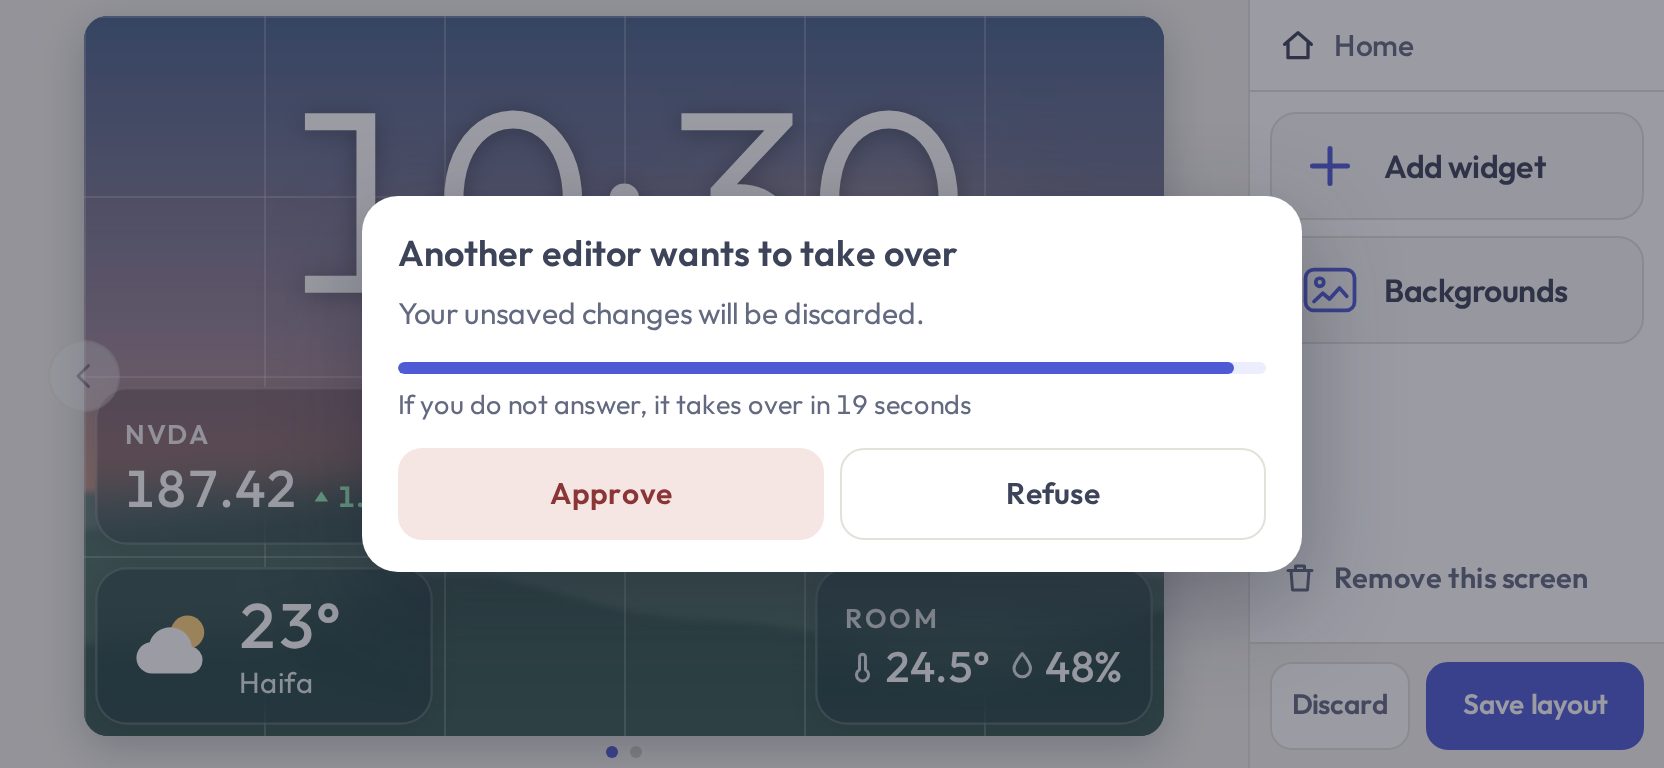 10:30
Home
Add widget
Backgrounds
Another editor wants to take over
Your unsaved changes will be discarded.
If you do not answer, it takes over in 19 seconds
Approve
Refuse
NVDA
187.42 ▲ 1.
23°
Haifa
ROOM
24.5° 48%
Remove this screen
Discard
Save layout